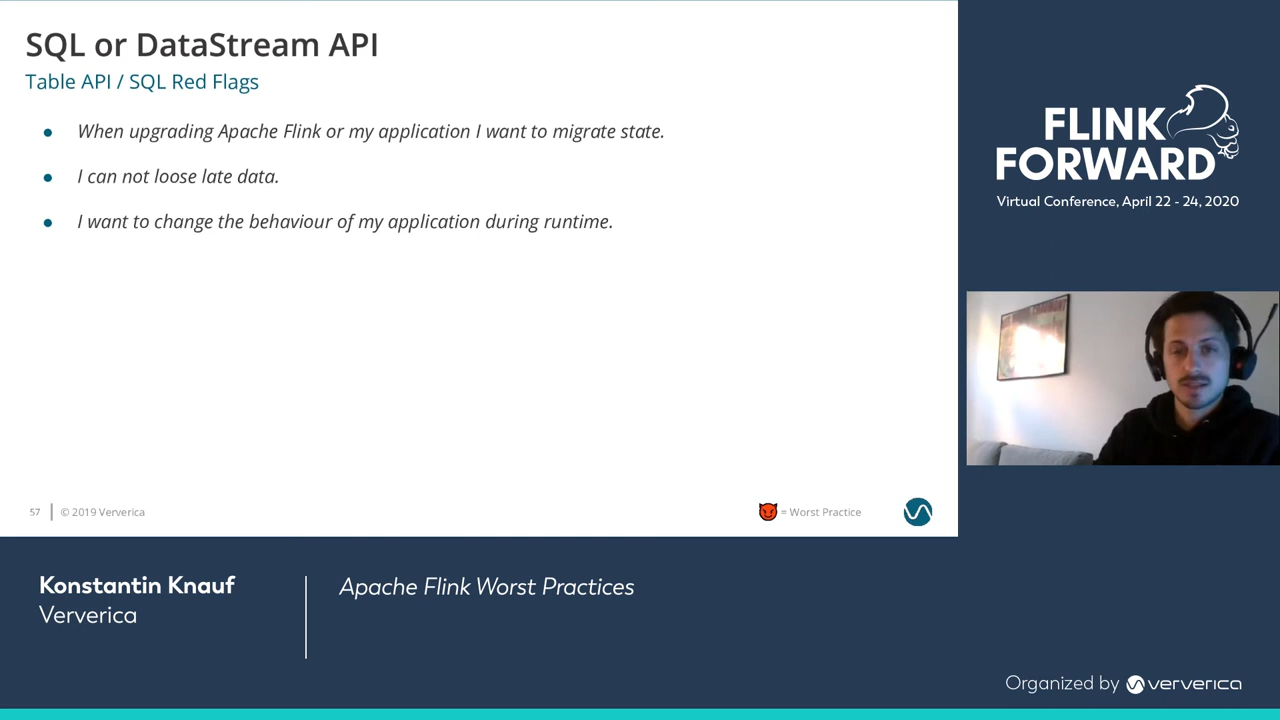 SQL or DataStream API
Table API / SQL Red Flags
When upgrading Apache Flink or my application I want to migrate state.
I can not loose late data.
I want to change the behaviour of my application during runtime.
57
© 2019 Ververica
= Worst Practice
FLINK
FORWARD
Virtual Conference, April 22 - 24, 2020
Konstantin Knauf
Ververica
Apache Flink Worst Practices
Organized by ververica